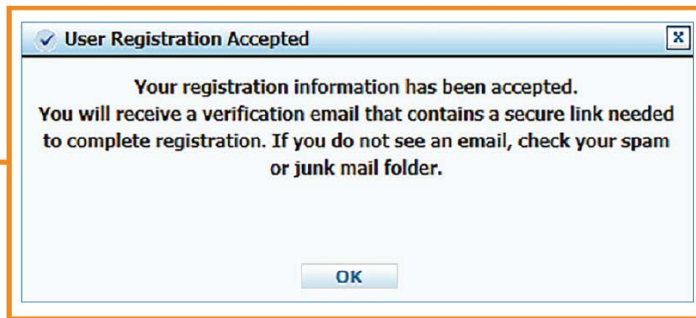 User Registration Accepted
X
Your registration information has been accepted.
You will receive a verification email that contains a secure link needed
to complete registration. If you do not see an email, check your spam
or junk mail folder.
OK